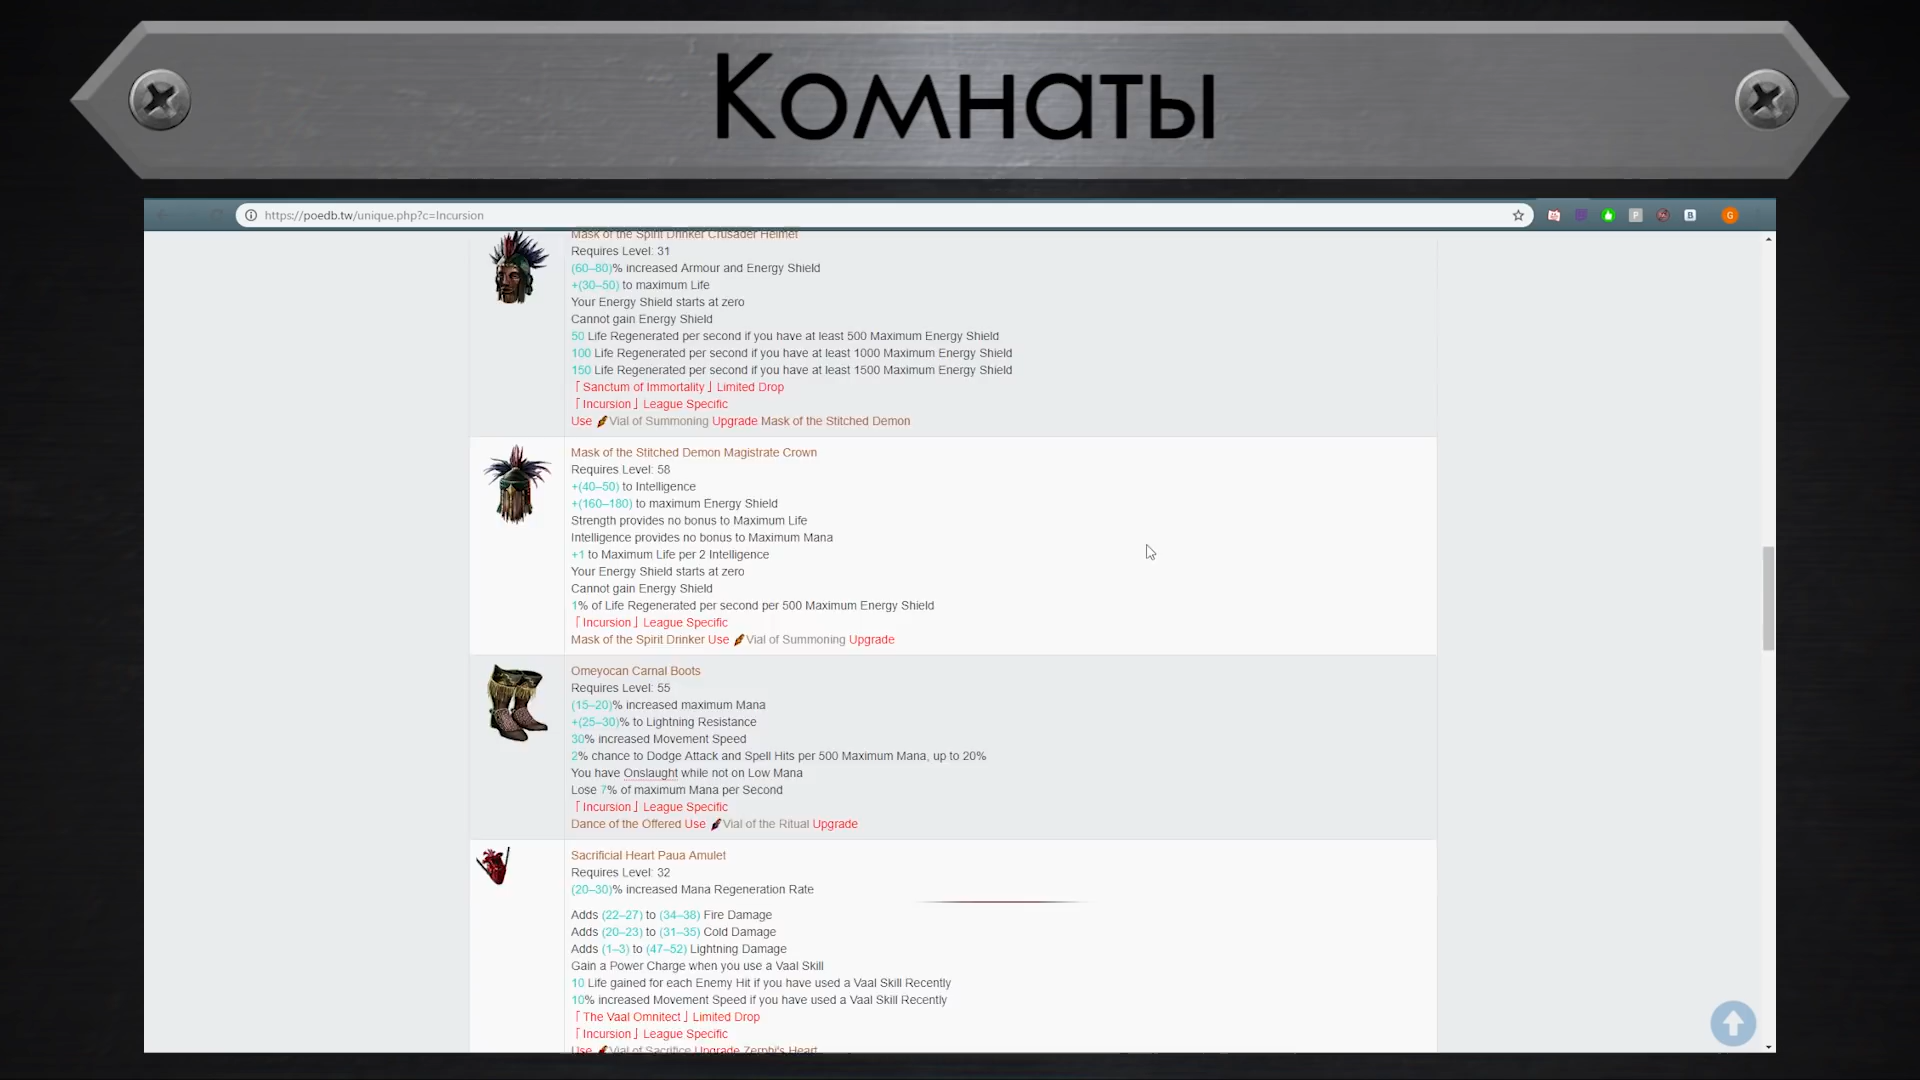 Комнаты
https://poedb.tw/unique.php?c=Incursion
Mask of the Spirit Drinker Crusader Helmet
Requires Level: 31
(60–80)% increased Armour and Energy Shield
+(30–50) to maximum Life
Your Energy Shield starts at zero
Cannot gain Energy Shield
50 Life Regenerated per second if you have at least 500 Maximum Energy Shield
100 Life Regenerated per second if you have at least 1000 Maximum Energy Shield
150 Life Regenerated per second if you have at least 1500 Maximum Energy Shield
「Sanctum of Immortality」Limited Drop
「Incursion」League Specific
Use Vial of Summoning Upgrade Mask of the Stitched Demon
Mask of the Stitched Demon Magistrate Crown
Requires Level: 58
+(40–50) to Intelligence
+(160–180) to maximum Energy Shield
Strength provides no bonus to Maximum Life
Intelligence provides no bonus to Maximum Mana
+1 to Maximum Life per 2 Intelligence
Your Energy Shield starts at zero
Cannot gain Energy Shield
1% of Life Regenerated per second per 500 Maximum Energy Shield
「Incursion」League Specific
Mask of the Spirit Drinker Use Vial of Summoning Upgrade
Omeyocan Carnal Boots
Requires Level: 55
(15–20)% increased maximum Mana
+(25–30)% to Lightning Resistance
30% increased Movement Speed
2% chance to Dodge Attack and Spell Hits per 500 Maximum Mana, up to 20%
You have Onslaught while not on Low Mana
Lose 7% of maximum Mana per Second
「Incursion」League Specific
Dance of the Offered Use Vial of the Ritual Upgrade
Sacrificial Heart Paua Amulet
Requires Level: 32
(20–30)% increased Mana Regeneration Rate
Adds (22–27) to (34–38) Fire Damage
Adds (20–23) to (31–35) Cold Damage
Adds (1–3) to (47–52) Lightning Damage
Gain a Power Charge when you use a Vaal Skill
10 Life gained for each Enemy Hit if you have used a Vaal Skill Recently
10% increased Movement Speed if you have used a Vaal Skill Recently
「The Vaal Omnitect」Limited Drop
「Incursion」League Specific
Use Vial of Sacrifice Upgrade Zerphi's Heart